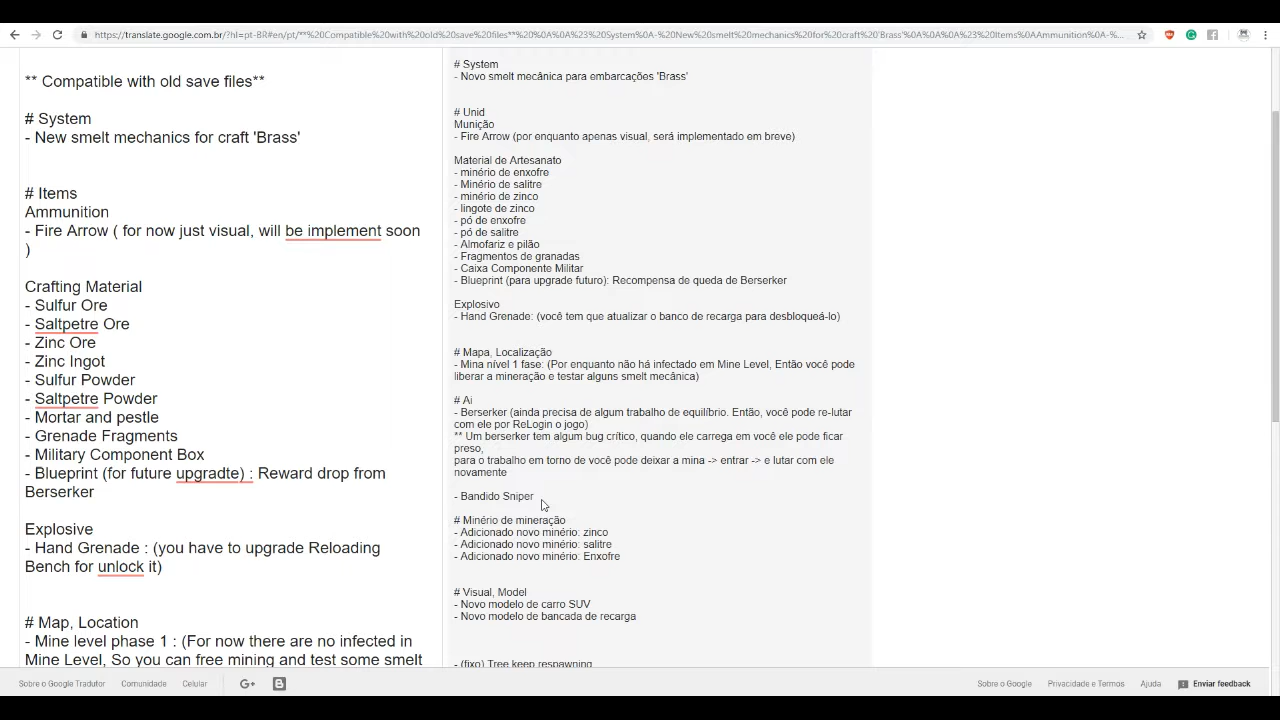 https://translate.google.com.br/?hl=pt-BR#en/pt/**%20Compatible%20with%20old%20save%20files**%20%0A%0A%23%20System%0A-%20New%20smelt%20mechanics%20for%20craft%20'Brass'%0A%0A%0A%23%20Items%0AAmmunition%0A-%...
** Compatible with old save files**
# System
- New smelt mechanics for craft 'Brass'
# Items
Ammunition
- Fire Arrow ( for now just visual, will be implement soon
)
Crafting Material
- Sulfur Ore
- Saltpetre Ore
- Zinc Ore
- Zinc Ingot
- Sulfur Powder
- Saltpetre Powder
- Mortar and pestle
- Grenade Fragments
- Military Component Box
- Blueprint (for future upgradte) : Reward drop from
Berserker
Explosive
- Hand Grenade : (you have to upgrade Reloading
Bench for unlock it)
# Map, Location
- Mine level phase 1 : (For now there are no infected in
Mine Level, So you can free mining and test some smelt
# System
- Novo smelt mecânica para embarcações 'Brass'
# Unid
Munição
- Fire Arrow (por enquanto apenas visual, será implementado em breve)
Material de Artesanato
- minério de enxofre
- Minério de salitre
- minério de zinco
- lingote de zinco
- pó de enxofre
- pó de salitre
- Almofariz e pilão
- Fragmentos de granadas
- Caixa Componente Militar
- Blueprint (para upgrade futuro): Recompensa de queda de Berserker
Explosivo
- Hand Grenade: (você tem que atualizar o banco de recarga para desbloqueá-lo)
# Mapa, Localização
- Mina nível 1 fase: (Por enquanto não há infectado em Mine Level, Então você pode
liberar a mineração e testar alguns smelt mecânica)
# Ai
- Berserker (ainda precisa de algum trabalho de equilíbrio. Então, você pode re-lutar
com ele por ReLogin o jogo)
** Um berserker tem algum bug crítico, quando ele carrega em você ele pode ficar
preso,
para o trabalho em torno de você pode deixar a mina -> entrar -> e lutar com ele
novamente
- Bandido Sniper
# Minério de mineração
- Adicionado novo minério: zinco
- Adicionado novo minério: salitre
- Adicionado novo minério: Enxofre
# Visual, Model
- Novo modelo de carro SUV
- Novo modelo de bancada de recarga
- (fixo) Tree keep respawning
Sobre o Google Tradutor Comunidade Celular G+ Sobre o Google Privacidade e Termos Ajuda Enviar feedback